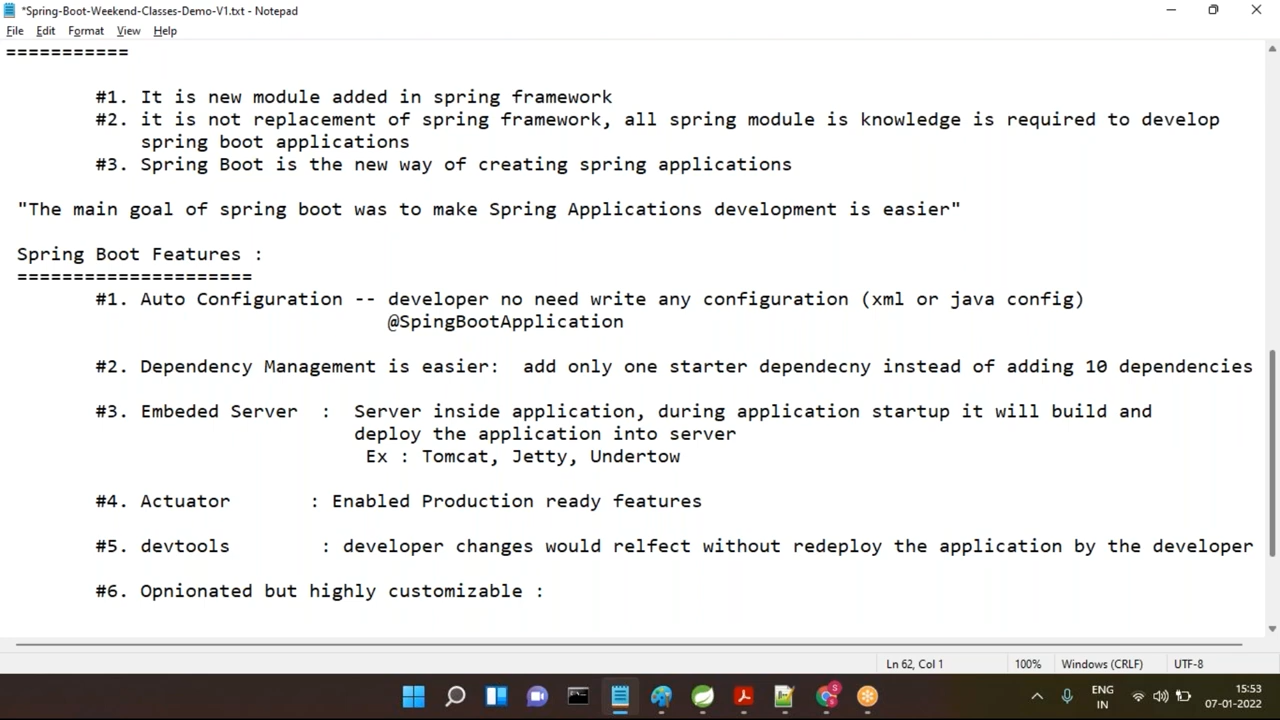 *Spring-Boot-Weekend-Classes-Demo-V1.txt - Notepad
File Edit Format View Help
===========
#1. It is new module added in spring framework
#2. it is not replacement of spring framework, all spring module is knowledge is required to develop
spring boot applications
#3. Spring Boot is the new way of creating spring applications
"The main goal of spring boot was to make Spring Applications development is easier"
Spring Boot Features :
=====================
#1. Auto Configuration -- developer no need write any configuration (xml or java config)
@SpingBootApplication
#2. Dependency Management is easier: add only one starter dependecny instead of adding 10 dependencies
#3. Embeded Server : Server inside application, during application startup it will build and
deploy the application into server
Ex : Tomcat, Jetty, Undertow
#4. Actuator : Enabled Production ready features
#5. devtools : developer changes would relfect without redeploy the application by the developer
#6. Opnionated but highly customizable :
Ln 62, Col 1 100% Windows (CRLF) UTF-8
ENG 15:53
IN 07-01-2022